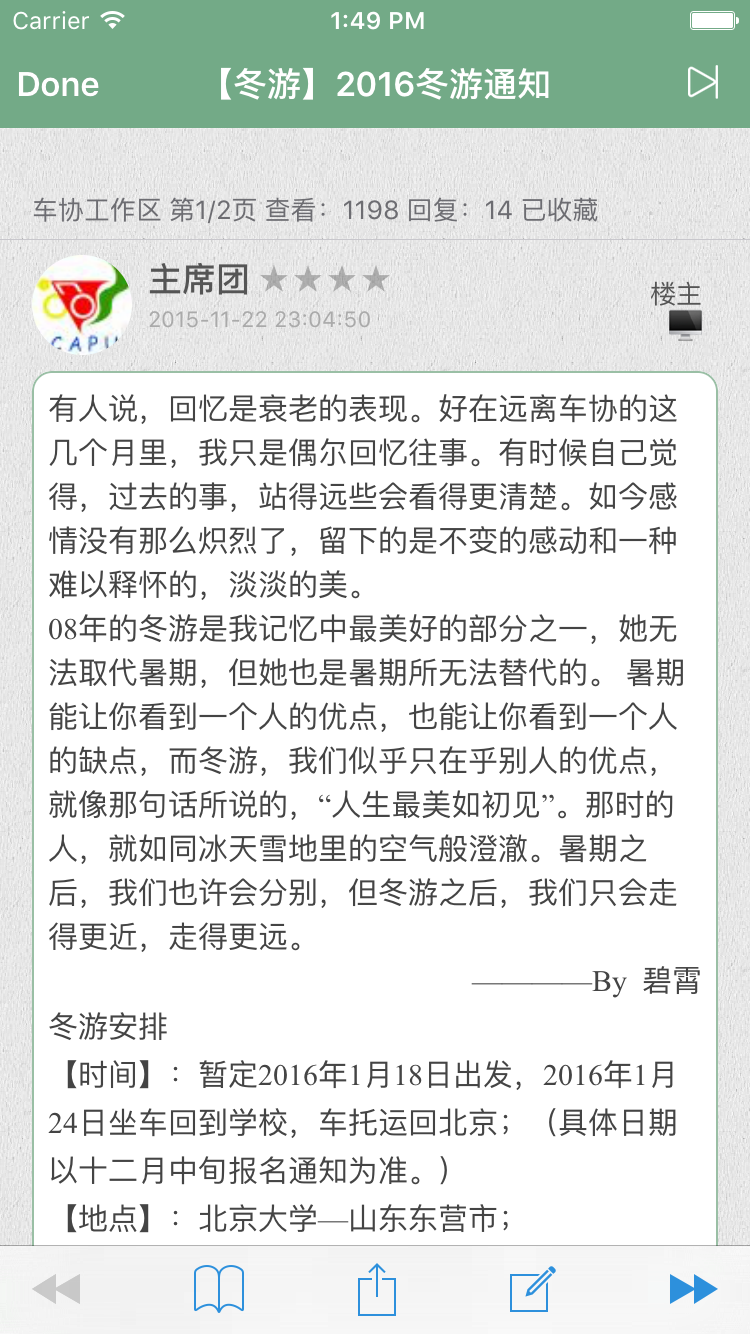 Carrier 1:49 PM
Done 【冬游】2016冬游通知
车协工作区 第1/2页 查看：1198 回复：14 已收藏
主席团 ★★★★
楼主
2015-11-22 23:04:50
CAPU
有人说，回忆是衰老的表现。好在远离车协的这
几个月里，我只是偶尔回忆往事。有时候自己觉
得，过去的事，站得远些会看得更清楚。如今感
情没有那么炽烈了，留下的是不变的感动和一种
难以释怀的，淡淡的美。
08年的冬游是我记忆中最美好的部分之一，她无
法取代暑期，但她也是暑期所无法替代的。 暑期
能让你看到一个人的优点，也能让你看到一个人
的缺点，而冬游，我们似乎只在乎别人的优点，
就像那句话所说的，“人生最美如初见”。那时的
人，就如同冰天雪地里的空气般澄澈。暑期之
后，我们也许会分别，但冬游之后，我们只会走
得更近，走得更远。
————By 碧霄
冬游安排
【时间】：暂定2016年1月18日出发，2016年1月
24日坐车回到学校，车托运回北京；（具体日期
以十二月中旬报名通知为准。）
【地点】：北京大学—山东东营市；